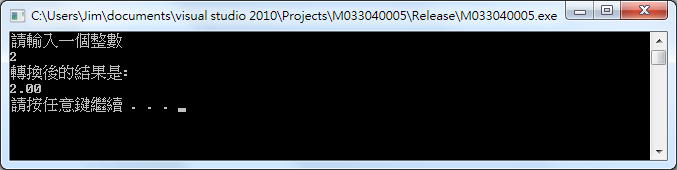 C:\Users\Jim\documents\visual studio 2010\Projects\M033040005\Release\M033040005.exe
請輸入一個整數
2
轉換後的結果是:
2.00
請按任意鍵繼續 . . .